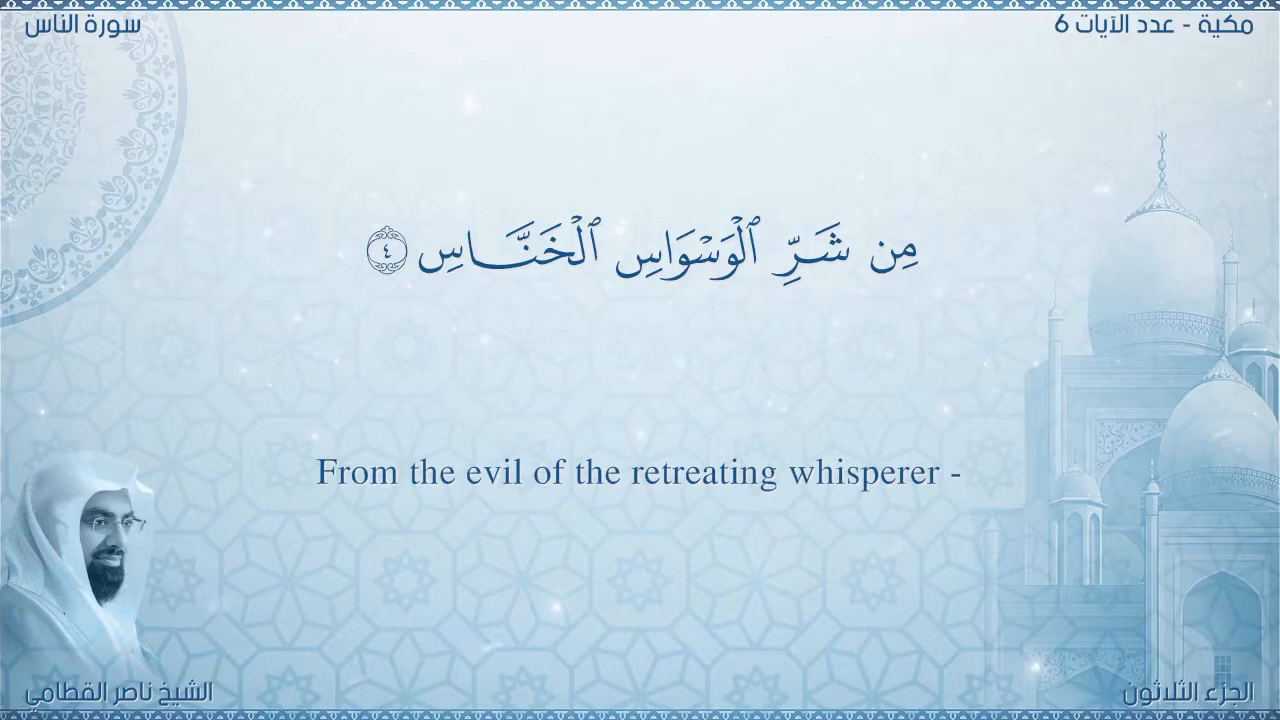 سورة الناس
مكية - عدد الآيات 6
مِن شَرِّ ٱلْوَسْوَاسِ ٱلْخَنَّاسِ ٤
From the evil of the retreating whisperer -
الشيخ ناصر القطامي
الجزء الثلاثون